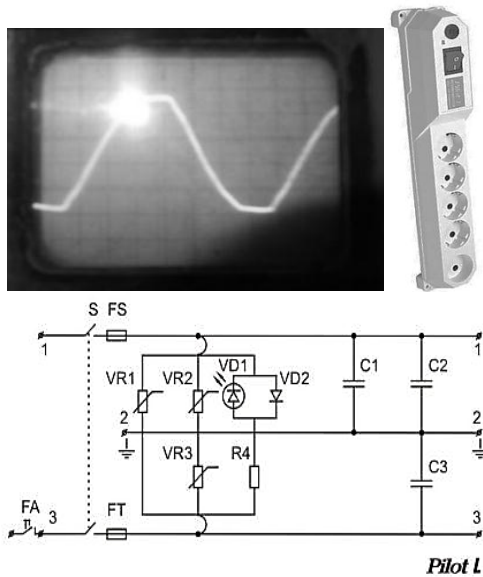 S FS
1 1
VD1
C1 C2
VR1 VR2 VD2
2 2
VR3 R4
C3
FA
π 3 FT 3
Pilot L